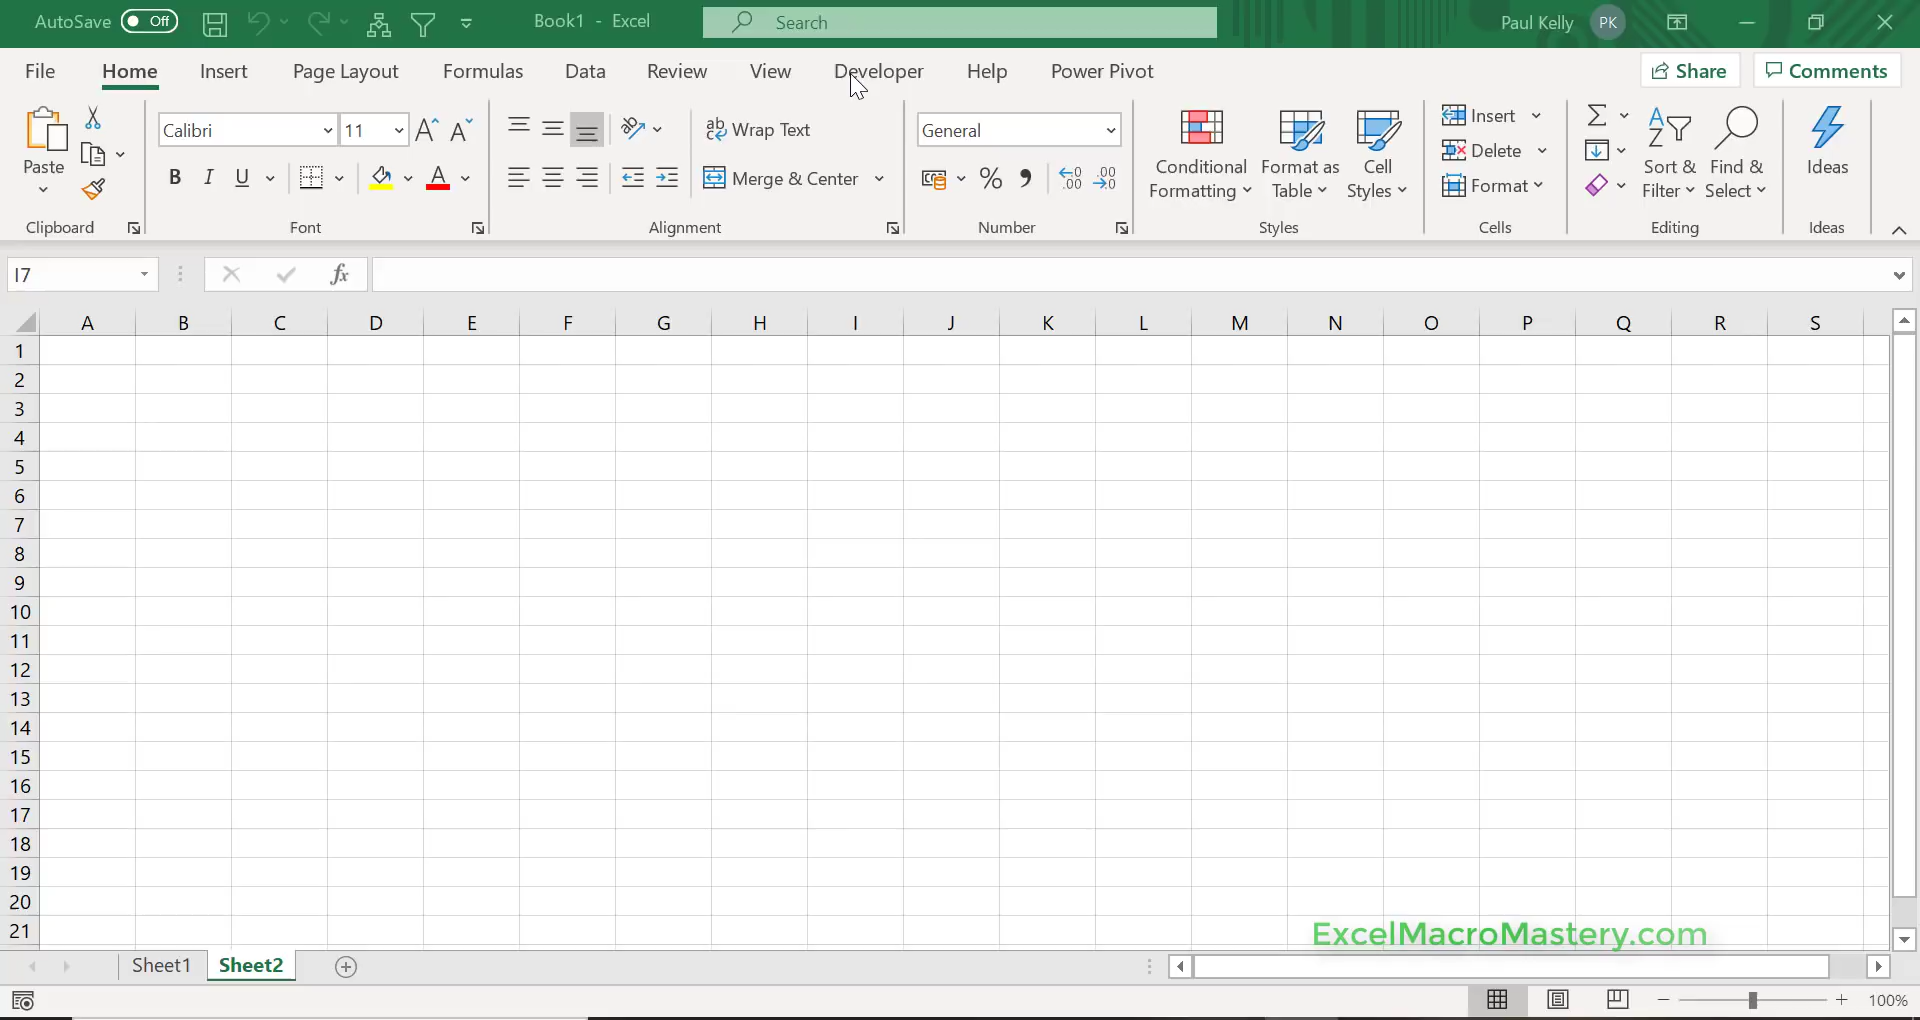 AutoSave Off Book1 - Excel Search Paul Kelly PK
File Home Insert Page Layout Formulas Data Review View Developer Help Power Pivot Share Comments
Calibri 11 A A ab Wrap Text General Insert
Paste B I U A Merge & Center % Conditional Formatting Format as Table Cell Styles Delete Format Sort & Filter Find & Select Ideas
Clipboard Font Alignment Number Styles Cells Editing Ideas
I7 fx
A B C D E F G H I J K L M N O P Q R S
1
2
3
4
5
6
7
8
9
10
11
12
13
14
15
16
17
18
19
20
21
ExcelMacroMastery.com
Sheet1 Sheet2
100%